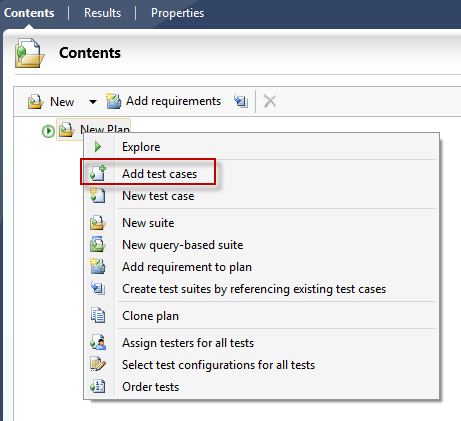 Contents Results Properties
Contents
New Add requirements
New Plan
Explore
Add test cases
New test case
New suite
New query-based suite
Add requirement to plan
Create test suites by referencing existing test cases
Clone plan
Assign testers for all tests
Select test configurations for all tests
Order tests